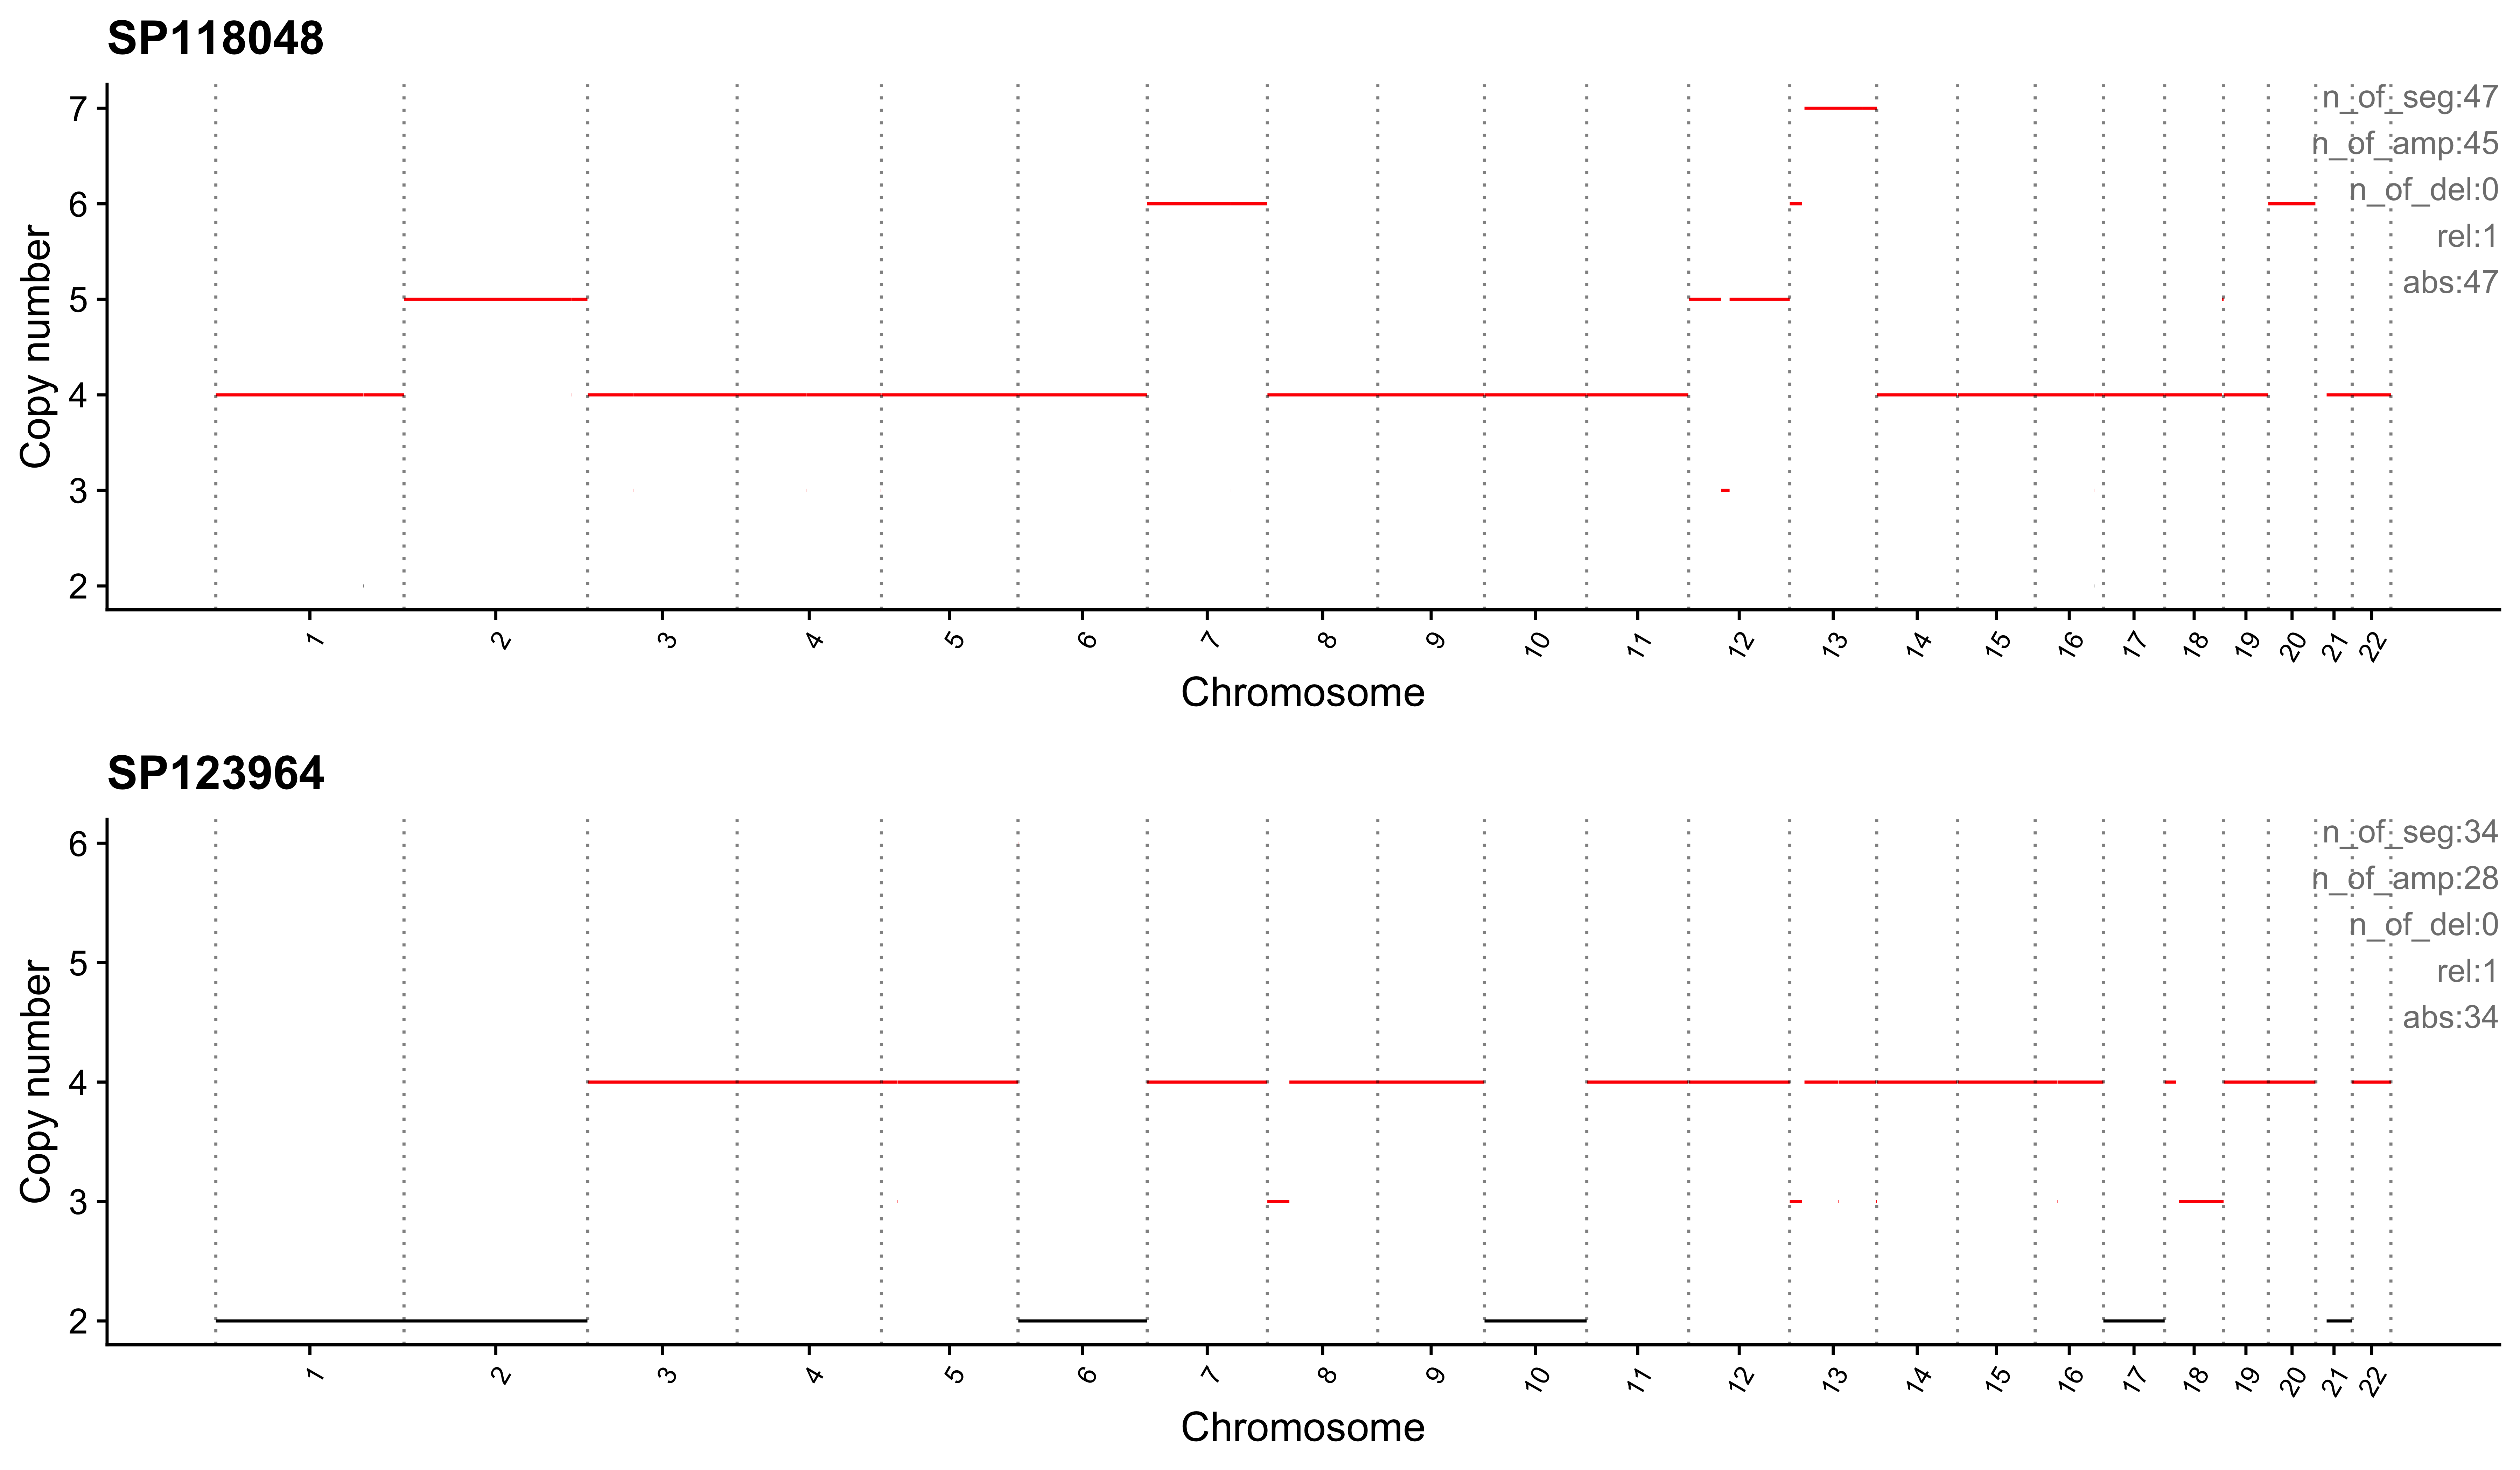 SP118048
7
6
5
4
3
2
Copy number
n_of_seg:47
n_of_amp:45
n_of_del:0
rel:1
abs:47
1 2 3 4 5 6 7 8 9 10 11 12 13 14 15 16 17 18 19 20 21 22
Chromosome
SP123964
6
5
4
3
2
Copy number
n_of_seg:34
n_of_amp:28
n_of_del:0
rel:1
abs:34
1 2 3 4 5 6 7 8 9 10 11 12 13 14 15 16 17 18 19 20 21 22
Chromosome